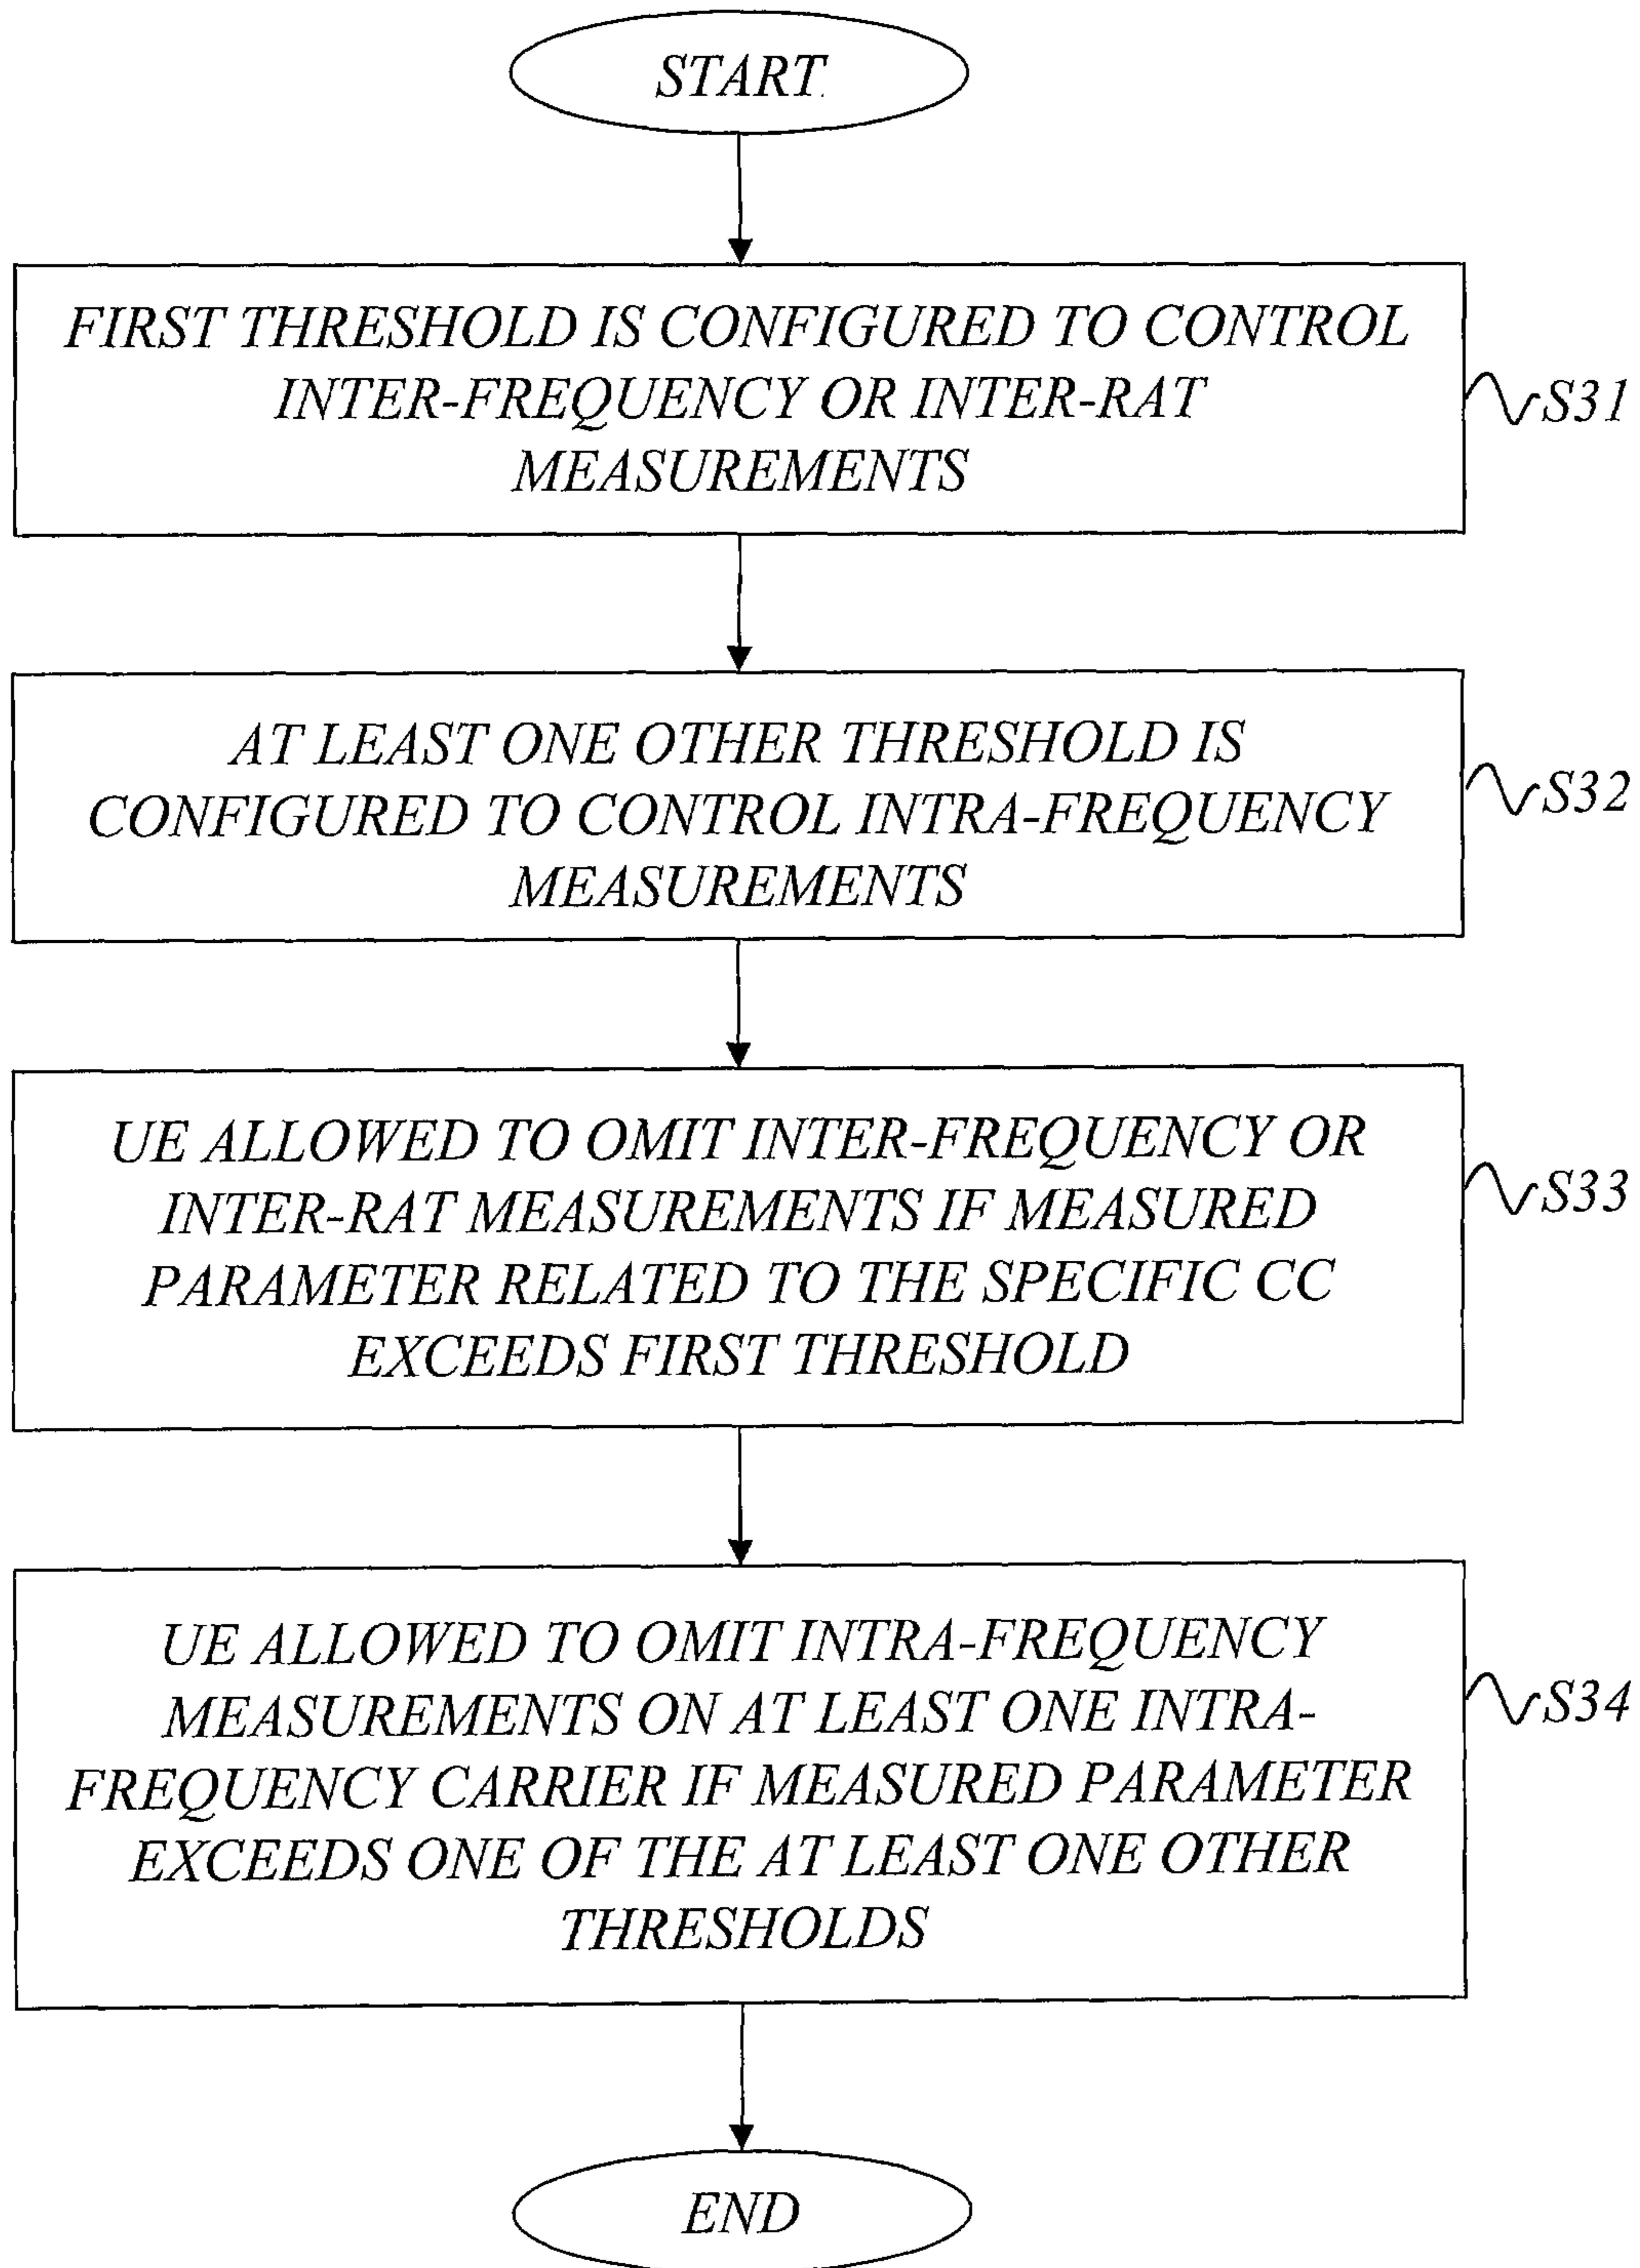 START
FIRST THRESHOLD IS CONFIGURED TO CONTROL
INTER-FREQUENCY OR INTER-RAT
MEASUREMENTS
S31
AT LEAST ONE OTHER THRESHOLD IS
CONFIGURED TO CONTROL INTRA-FREQUENCY
MEASUREMENTS
S32
UE ALLOWED TO OMIT INTER-FREQUENCY OR
INTER-RAT MEASUREMENTS IF MEASURED
PARAMETER RELATED TO THE SPECIFIC CC
EXCEEDS FIRST THRESHOLD
S33
UE ALLOWED TO OMIT INTRA-FREQUENCY
MEASUREMENTS ON AT LEAST ONE INTRA-
FREQUENCY CARRIER IF MEASURED PARAMETER
EXCEEDS ONE OF THE AT LEAST ONE OTHER
THRESHOLDS
S34
END